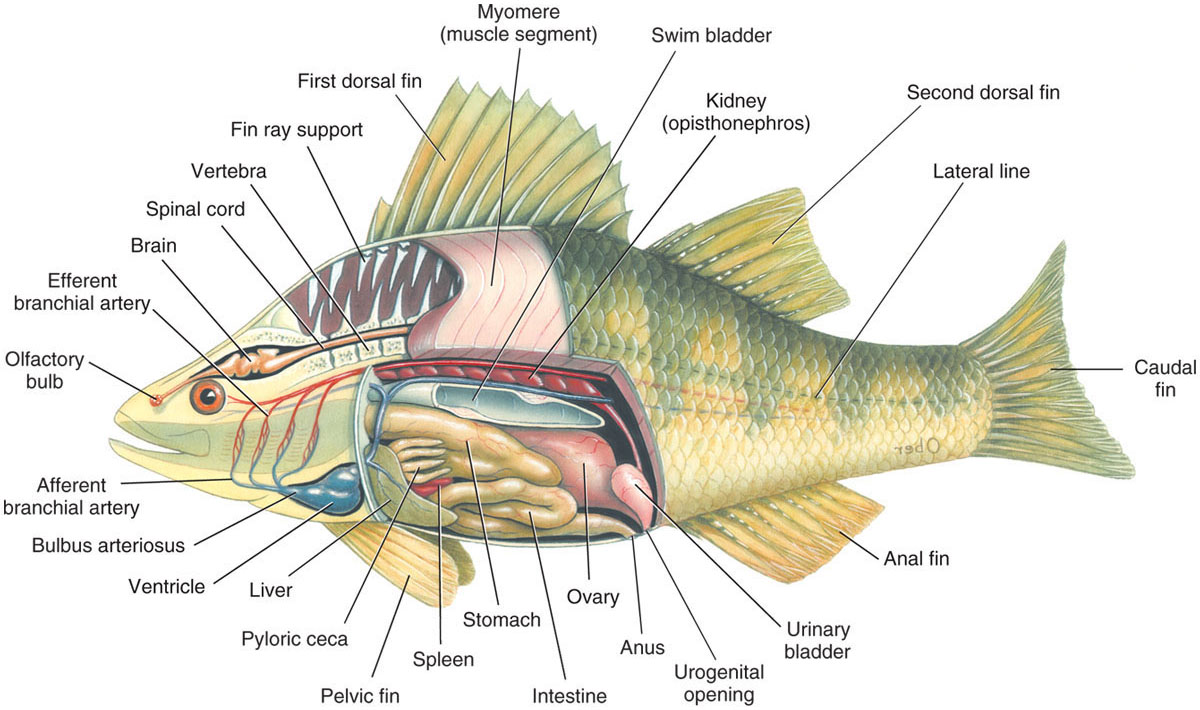 Myomere
(muscle segment)
Swim bladder
First dorsal fin
Kidney
(opisthonephros)
Second dorsal fin
Fin ray support
Vertebra
Lateral line
Spinal cord
Brain
Efferent
branchial artery
Olfactory
bulb
Caudal
fin
Ober
Afferent
branchial artery
Bulbus arteriosus
Anal fin
Ventricle
Liver
Ovary
Stomach
Pyloric ceca
Urinary
bladder
Anus
Spleen
Urogenital
opening
Pelvic fin
Intestine